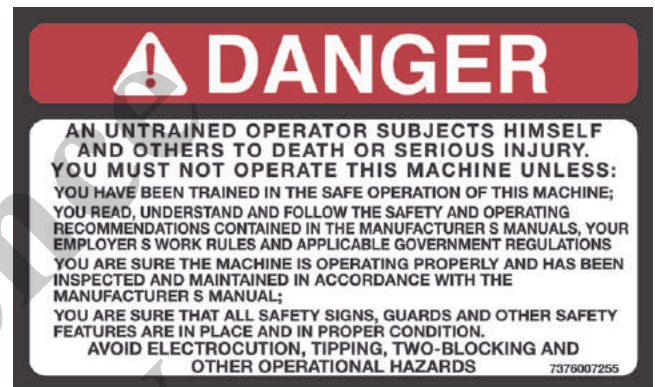 DANGER
AN UNTRAINED OPERATOR SUBJECTS HIMSELF
AND OTHERS TO DEATH OR SERIOUS INJURY.
YOU MUST NOT OPERATE THIS MACHINE UNLESS:
YOU HAVE BEEN TRAINED IN THE SAFE OPERATION OF THIS MACHINE;
YOU READ, UNDERSTAND AND FOLLOW THE SAFETY AND OPERATING
RECOMMENDATIONS CONTAINED IN THE MANUFACTURER S MANUALS, YOUR
EMPLOYER S WORK RULES AND APPLICABLE GOVERNMENT REGULATIONS
YOU ARE SURE THE MACHINE IS OPERATING PROPERLY AND HAS BEEN
INSPECTED AND MAINTAINED IN ACCORDANCE WITH THE
MANUFACTURER S MANUAL;
YOU ARE SURE THAT ALL SAFETY SIGNS, GUARDS AND OTHER SAFETY
FEATURES ARE IN PLACE AND IN PROPER CONDITION.
AVOID ELECTROCUTION, TIPPING, TWO-BLOCKING AND
OTHER OPERATIONAL HAZARDS 7376007255